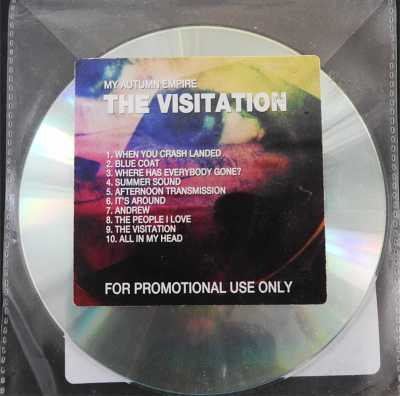 MY AUTUMN EMPIRE
THE VISITATION
1. WHEN YOU CRASH LANDED
2. BLUE COAT
3. WHERE HAS EVERYBODY GONE?
4. SUMMER SOUND
5. AFTERNOON TRANSMISSION
6. IT'S AROUND
7. ANDREW
8. THE PEOPLE I LOVE
9. THE VISITATION
10. ALL IN MY HEAD
FOR PROMOTIONAL USE ONLY